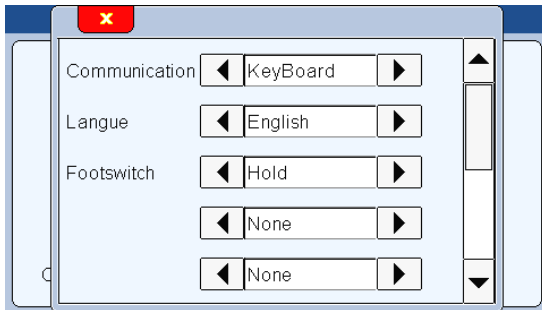 x
Communication KeyBoard
Langue English
Footswitch Hold
None
None